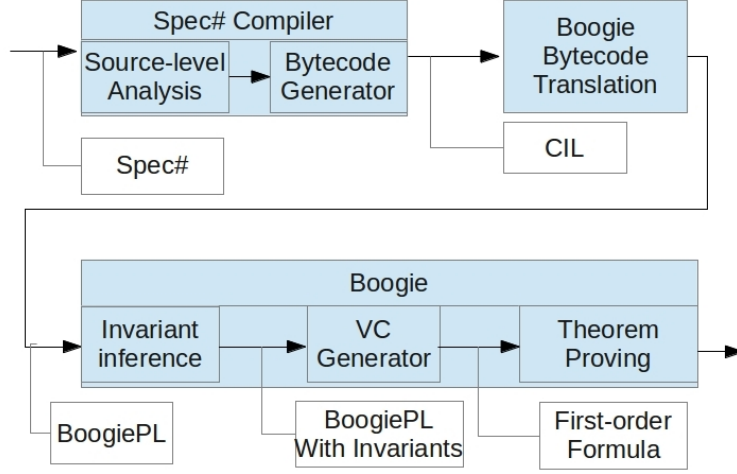 Spec# Compiler
Source-level
Analysis
Bytecode
Generator
Boogie
Bytecode
Translation
Spec#
CIL
Boogie
Invariant
inference
VC
Generator
Theorem
Proving
BoogiePL
BoogiePL
With Invariants
First-order
Formula